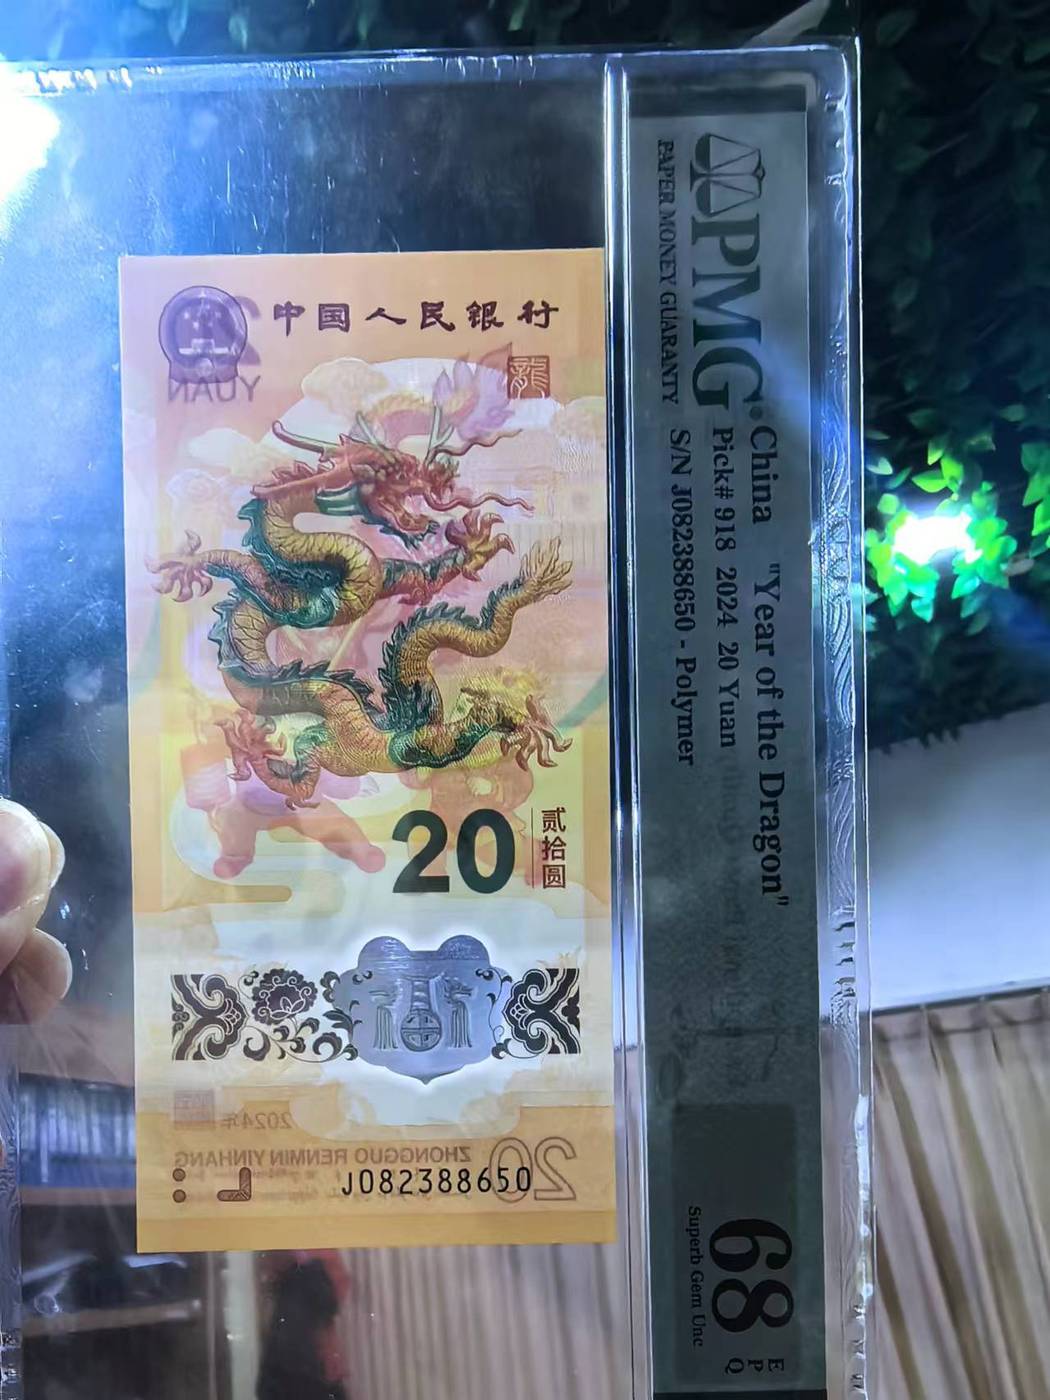 中国人民银行
龍
YUAN
20
贰拾圆
2024年
ZHONGGUO RENMIN YINHANG
20
J082388650
PMG
PAPER MONEY GUARANTY
China "Year of the Dragon"
Pick# 918 2024 20 Yuan
S/N J082388650 - Polymer
68 EPQ
Superb Gem Unc